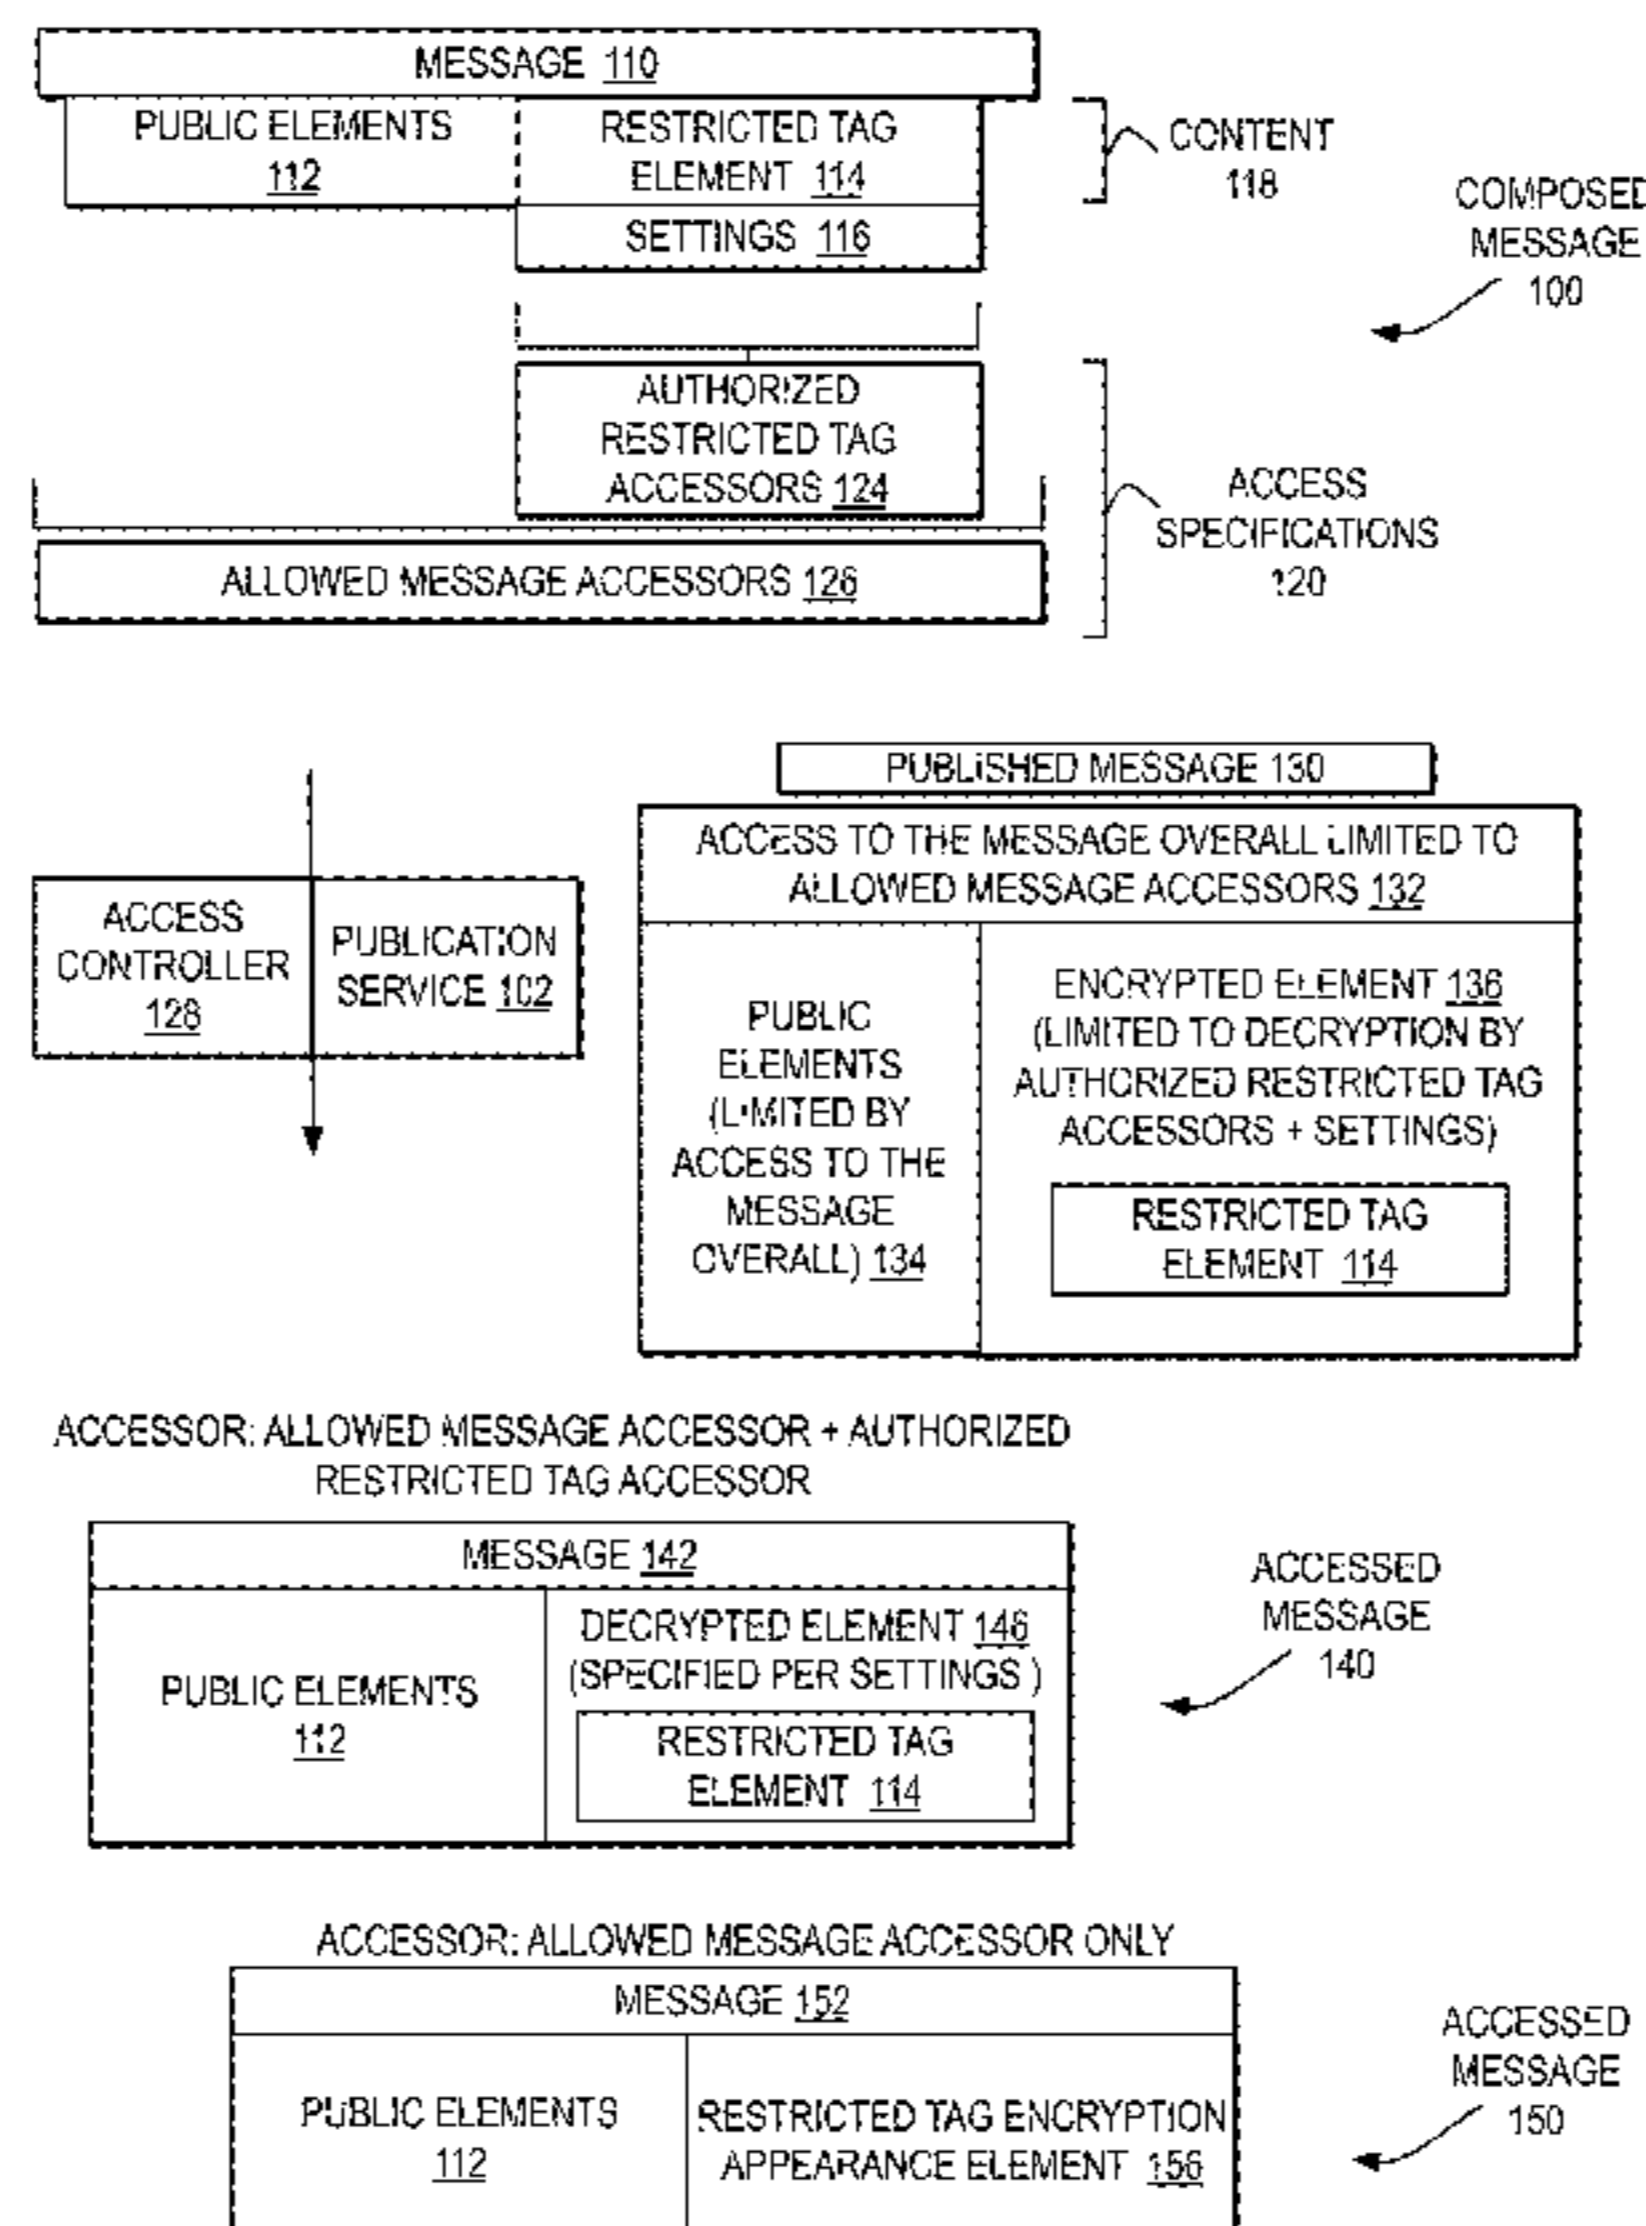 MESSAGE 110
PUBLIC ELEMENTS
112
RESTRICTED TAG
ELEMENT 114
SETTINGS 116
CONTENT
118
COMPOSED
MESSAGE
100
AUTHORIZED
RESTRICTED TAG
ACCESSORS 124
ALLOWED MESSAGE ACCESSORS 126
ACCESS
SPECIFICATIONS
120
ACCESS
CONTROLLER
128
PUBLICATION
SERVICE 102
PUBLISHED MESSAGE 130
ACCESS TO THE MESSAGE OVERALL LIMITED TO
ALLOWED MESSAGE ACCESSORS 132
PUBLIC
ELEMENTS
(LIMITED BY
ACCESS TO THE
MESSAGE
OVERALL) 134
ENCRYPTED ELEMENT 136
(LIMITED TO DECRYPTION BY
AUTHORIZED RESTRICTED TAG
ACCESSORS + SETTINGS)
RESTRICTED TAG
ELEMENT 114
ACCESSOR: ALLOWED MESSAGE ACCESSOR + AUTHORIZED
RESTRICTED TAG ACCESSOR
MESSAGE 142
PUBLIC ELEMENTS
112
DECRYPTED ELEMENT 146
(SPECIFIED PER SETTINGS )
RESTRICTED TAG
ELEMENT 114
ACCESSED
MESSAGE
140
ACCESSOR: ALLOWED MESSAGE ACCESSOR ONLY
MESSAGE 152
PUBLIC ELEMENTS
112
RESTRICTED TAG ENCRYPTION
APPEARANCE ELEMENT 156
ACCESSED
MESSAGE
150